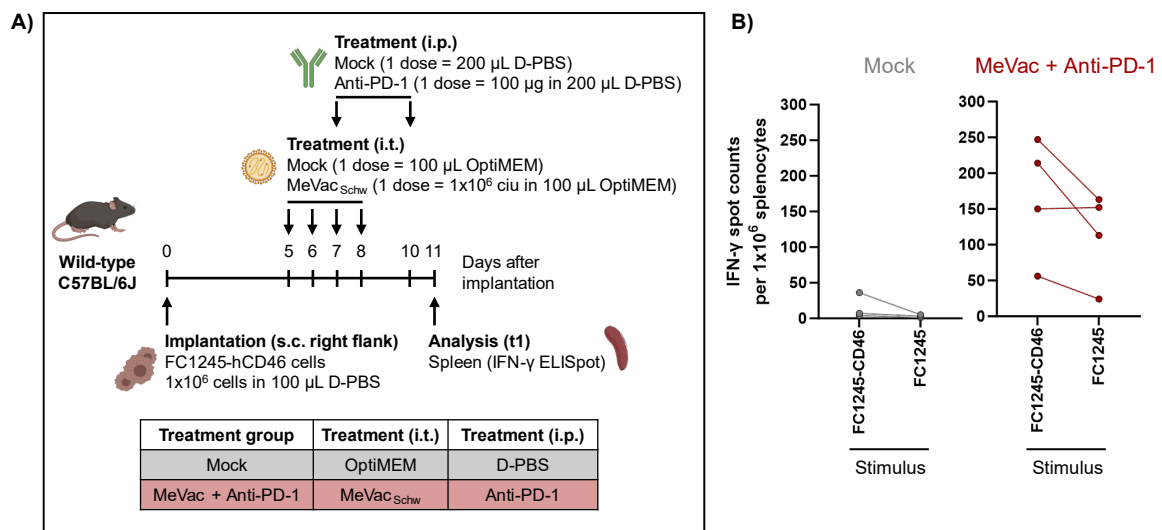 A)
Treatment (i.p.)
Mock (1 dose = 200 µL D-PBS)
Anti-PD-1 (1 dose = 100 µg in 200 µL D-PBS)
Treatment (i.t.)
Mock (1 dose = 100 µL OptiMEM)
MeVac Schw (1 dose = 1x10⁶ ciu in 100 µL OptiMEM)
Wild-type
C57BL/6J
0 5 6 7 8 10 11
Days after
implantation
Implantation (s.c. right flank)
FC1245-hCD46 cells
1x10⁶ cells in 100 µL D-PBS
Analysis (t1)
Spleen (IFN-γ ELISpot)
Treatment group Treatment (i.t.) Treatment (i.p.)
Mock OptiMEM D-PBS
MeVac + Anti-PD-1 MeVac Schw Anti-PD-1
B)
Mock
MeVac + Anti-PD-1
IFN-γ spot counts
per 1x10⁶ splenocytes
300
250
200
150
100
50
0
FC1245-CD46
FC1245
Stimulus
300
250
200
150
100
50
0
FC1245-CD46
FC1245
Stimulus